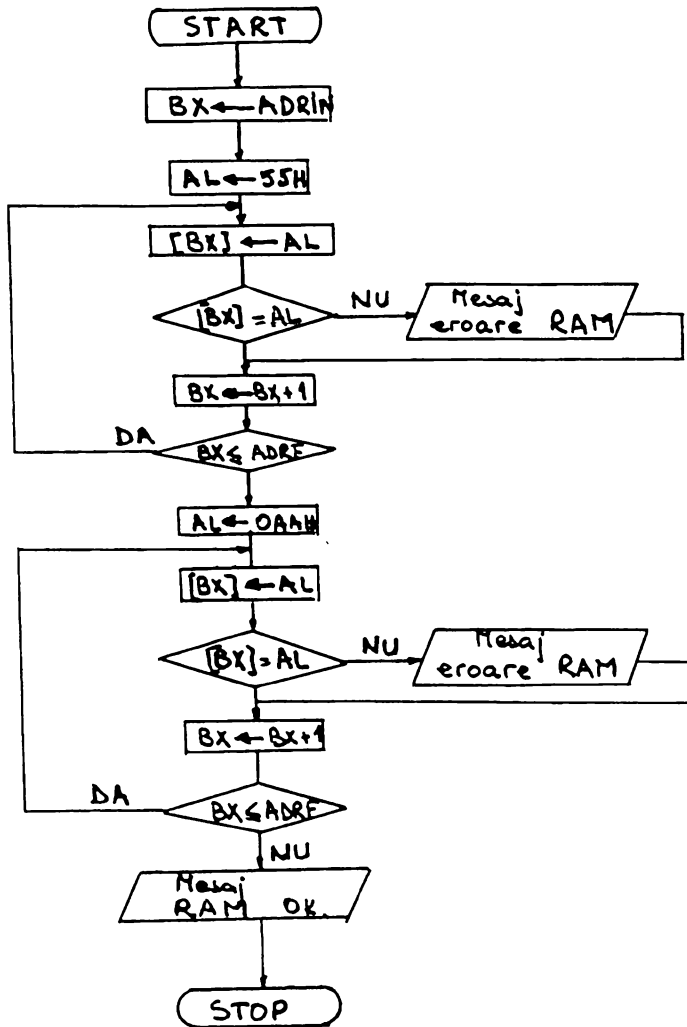 START
BX ← ADRIN
AL ← 55H
[BX] ← AL
[BX] = AL
NU
Mesaj
eroare RAM
BX ← BX+1
DA
BX ≤ ADRF
AL ← 0AAH
[BX] ← AL
[BX] = AL
NU
Mesaj
eroare RAM
BX ← BX+1
DA
BX ≤ ADRF
NU
Mesaj
RAM OK.
STOP